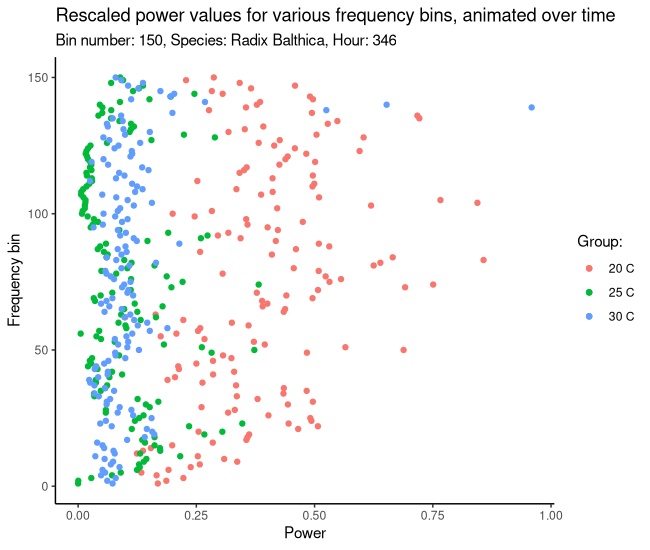 Rescaled power values for various frequency bins, animated over time
Bin number: 150, Species: Radix Balthica, Hour: 346
150
100
50
0
Frequency bin
0.00 0.25 0.50 0.75 1.00
Power
Group:
20 C
25 C
30 C